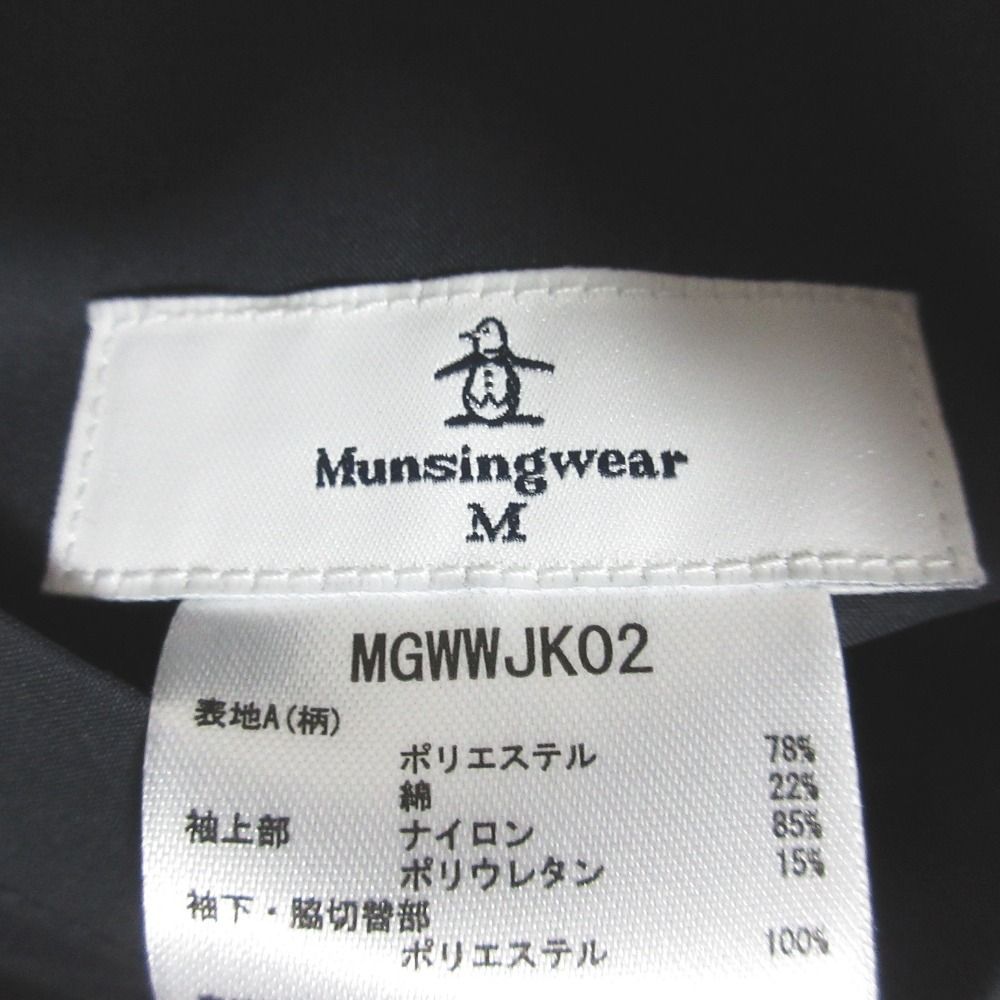 Munsingwear
M
MGWWJK02
表地A(柄)
ポリエステル 78%
綿 22%
袖上部 ナイロン 85%
ポリウレタン 15%
袖下・脇切替部
ポリエステル 100%